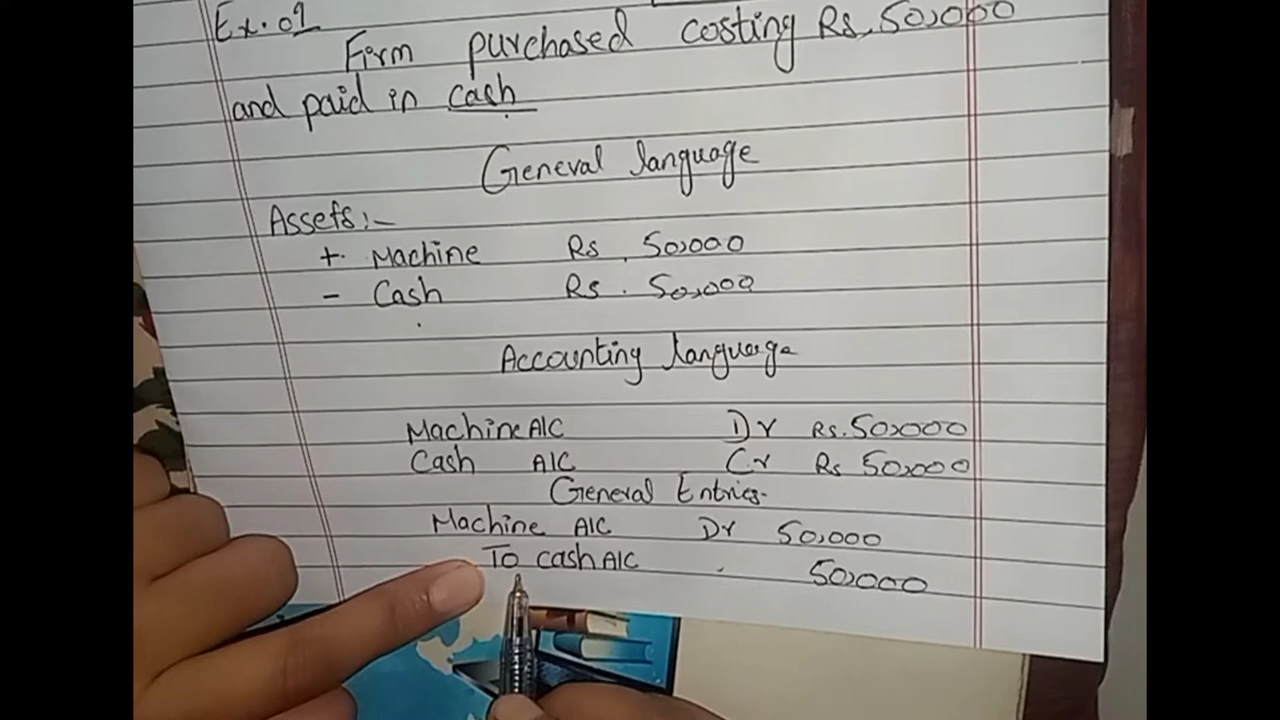 Ex. 01
Firm purchased costing Rs. 50,000
and paid in cash
General language
Assets:-
+ Machine Rs. 50,000
- Cash Rs. 50,000
Accounting language
Machine A/C Dr Rs. 50,000
Cash A/C Cr Rs 50,000
General Entries-
Machine A/C Dr 50,000
To cash A/C 50,000